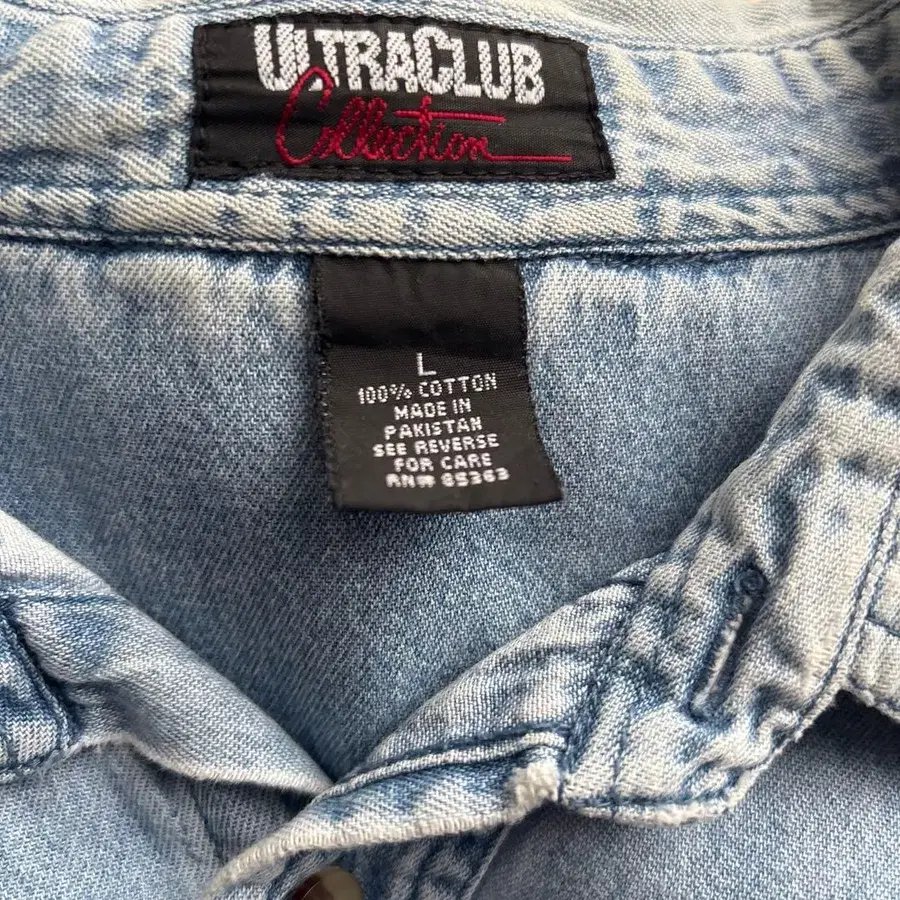 ULTRACLUB
Collection
L
100% COTTON
MADE IN
PAKISTAN
SEE REVERSE
FOR CARE
RN# 85363